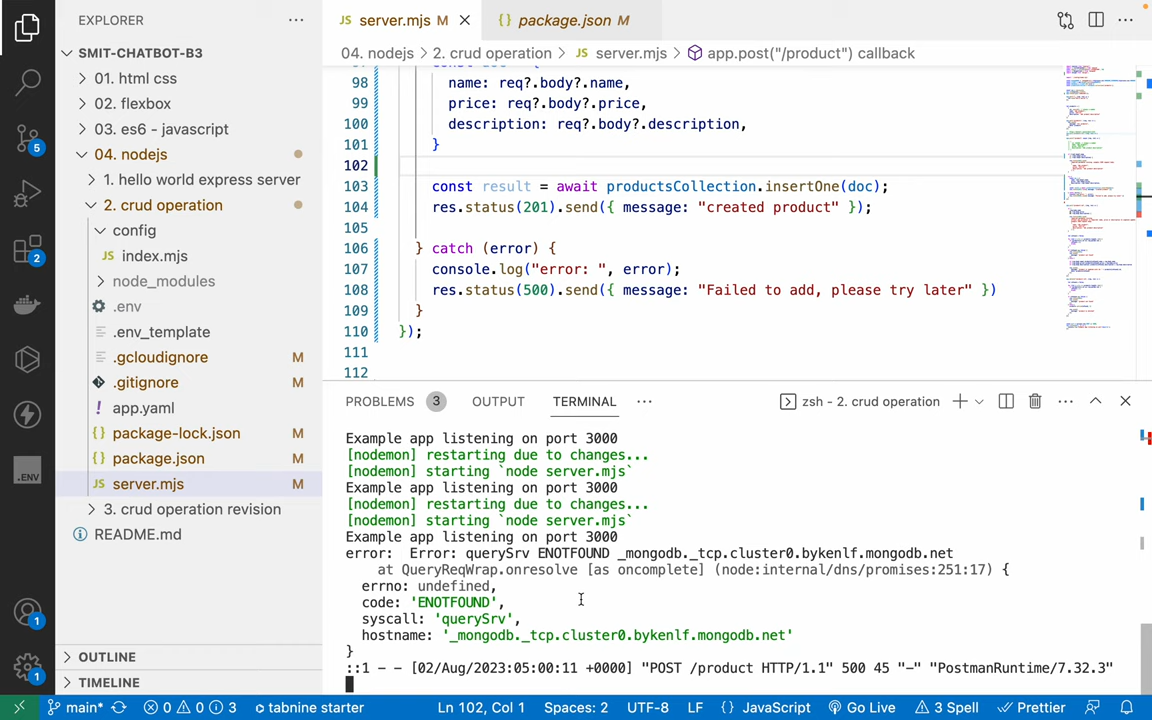 EXPLORER
SMIT-CHATBOT-B3
01. html css
02. flexbox
03. es6 - javascript
04. nodejs
1. hello world express server
2. crud operation
config
JS index.mjs
node_modules
.env
.env_template
.gcloudignore M
.gitignore M
! app.yaml
{} package-lock.json M
{} package.json M
JS server.mjs M
3. crud operation revision
README.md
OUTLINE
TIMELINE
5
2
.ENV
1
1
JS server.mjs M
{} package.json M
04. nodejs > 2. crud operation > JS server.mjs > app.post("/product") callback
98 name: req?.body?.name,
99 price: req?.body?.price,
100 description: req?.body?.description,
101 }
102
103 const result = await productsCollection.insertOne(doc);
104 res.status(201).send({ message: "created product" });
105
106 } catch (error) {
107 console.log("error: ", error);
108 res.status(500).send({ message: "Failed to add, please try later" })
109 }
110 });
111
112
PROBLEMS 3 OUTPUT TERMINAL ... zsh - 2. crud operation
Example app listening on port 3000
[nodemon] restarting due to changes...
[nodemon] starting `node server.mjs`
Example app listening on port 3000
[nodemon] restarting due to changes...
[nodemon] starting `node server.mjs`
Example app listening on port 3000
error: Error: querySrv ENOTFOUND _mongodb._tcp.cluster0.bykenlf.mongodb.net
at QueryReqWrap.onresolve [as oncomplete] (node:internal/dns/promises:251:17) {
errno: undefined,
code: 'ENOTFOUND',
syscall: 'querySrv',
hostname: '_mongodb._tcp.cluster0.bykenlf.mongodb.net'
}
::1 - - [02/Aug/2023:05:00:11 +0000] "POST /product HTTP/1.1" 500 45 "-" "PostmanRuntime/7.32.3"
main* 0 0 3 tabnine starter Ln 102, Col 1 Spaces: 2 UTF-8 LF {} JavaScript Go Live 3 Spell Prettier